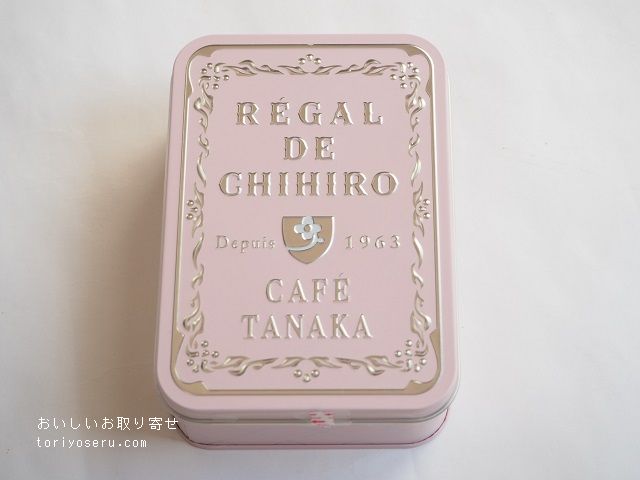 RÉGAL
DE
CHIHIRO
Depuis 1963
CAFÉ
TANAKA
おいしいお取り寄せ
toriyoseru.com